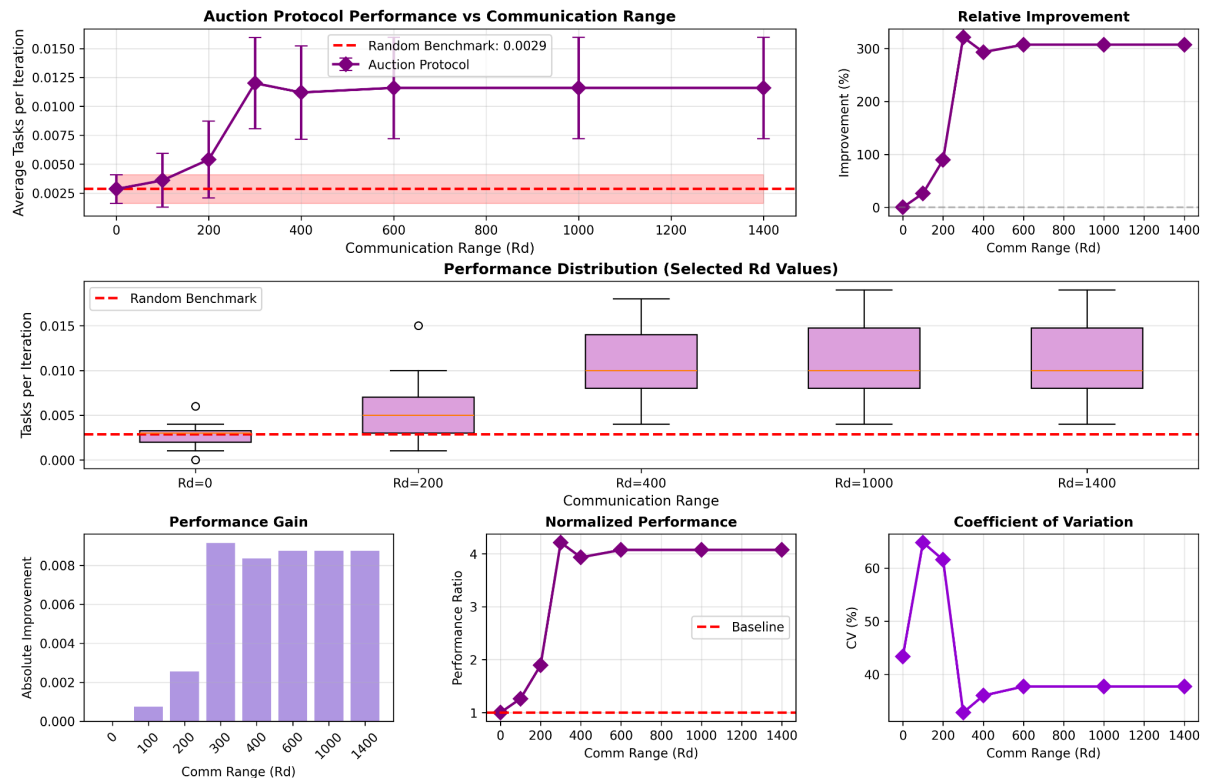 Auction Protocol Performance vs Communication Range
Average Tasks per Iteration
0.0150
0.0125
0.0100
0.0075
0.0050
0.0025
Random Benchmark: 0.0029
Auction Protocol
0 200 400 600 800 1000 1200 1400
Communication Range (Rd)
Relative Improvement
Improvement (%)
300
200
100
0
0 200 400 600 800 1000 1200 1400
Comm Range (Rd)
Performance Distribution (Selected Rd Values)
Tasks per Iteration
0.015
0.010
0.005
0.000
Random Benchmark
Rd=0 Rd=200 Rd=400 Rd=1000 Rd=1400
Communication Range
Performance Gain
Absolute Improvement
0.008
0.006
0.004
0.002
0.000
0 100 200 300 400 600 1000 1400
Comm Range (Rd)
Normalized Performance
Performance Ratio
4
3
2
1
Baseline
0 200 400 600 800 1000 1200 1400
Comm Range (Rd)
Coefficient of Variation
CV (%)
60
50
40
0 200 400 600 800 1000 1200 1400
Comm Range (Rd)